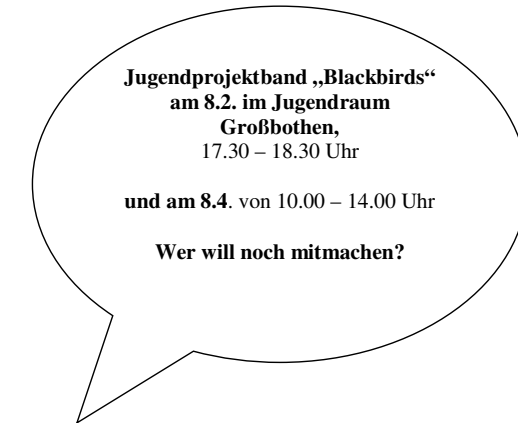 Jugendprojektband „Blackbirds“
am 8.2. im Jugendraum
Großbothen,
17.30 – 18.30 Uhr
und am 8.4. von 10.00 – 14.00 Uhr
Wer will noch mitmachen?